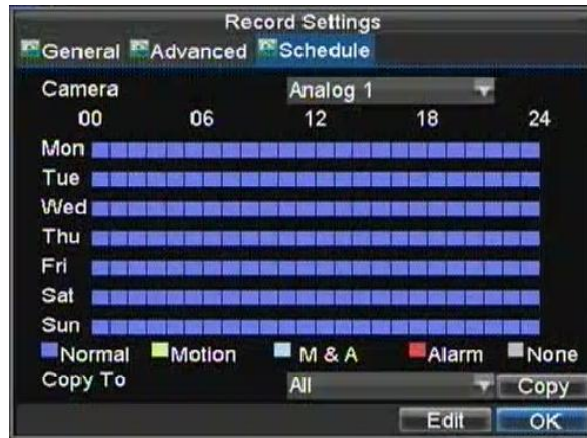 Record Settings
General Advanced Schedule
Camera Analog 1
00 06 12 18 24
Mon
Tue
Wed
Thu
Fri
Sat
Sun
Normal Motion M & A Alarm None
Copy To All Copy
Edit OK